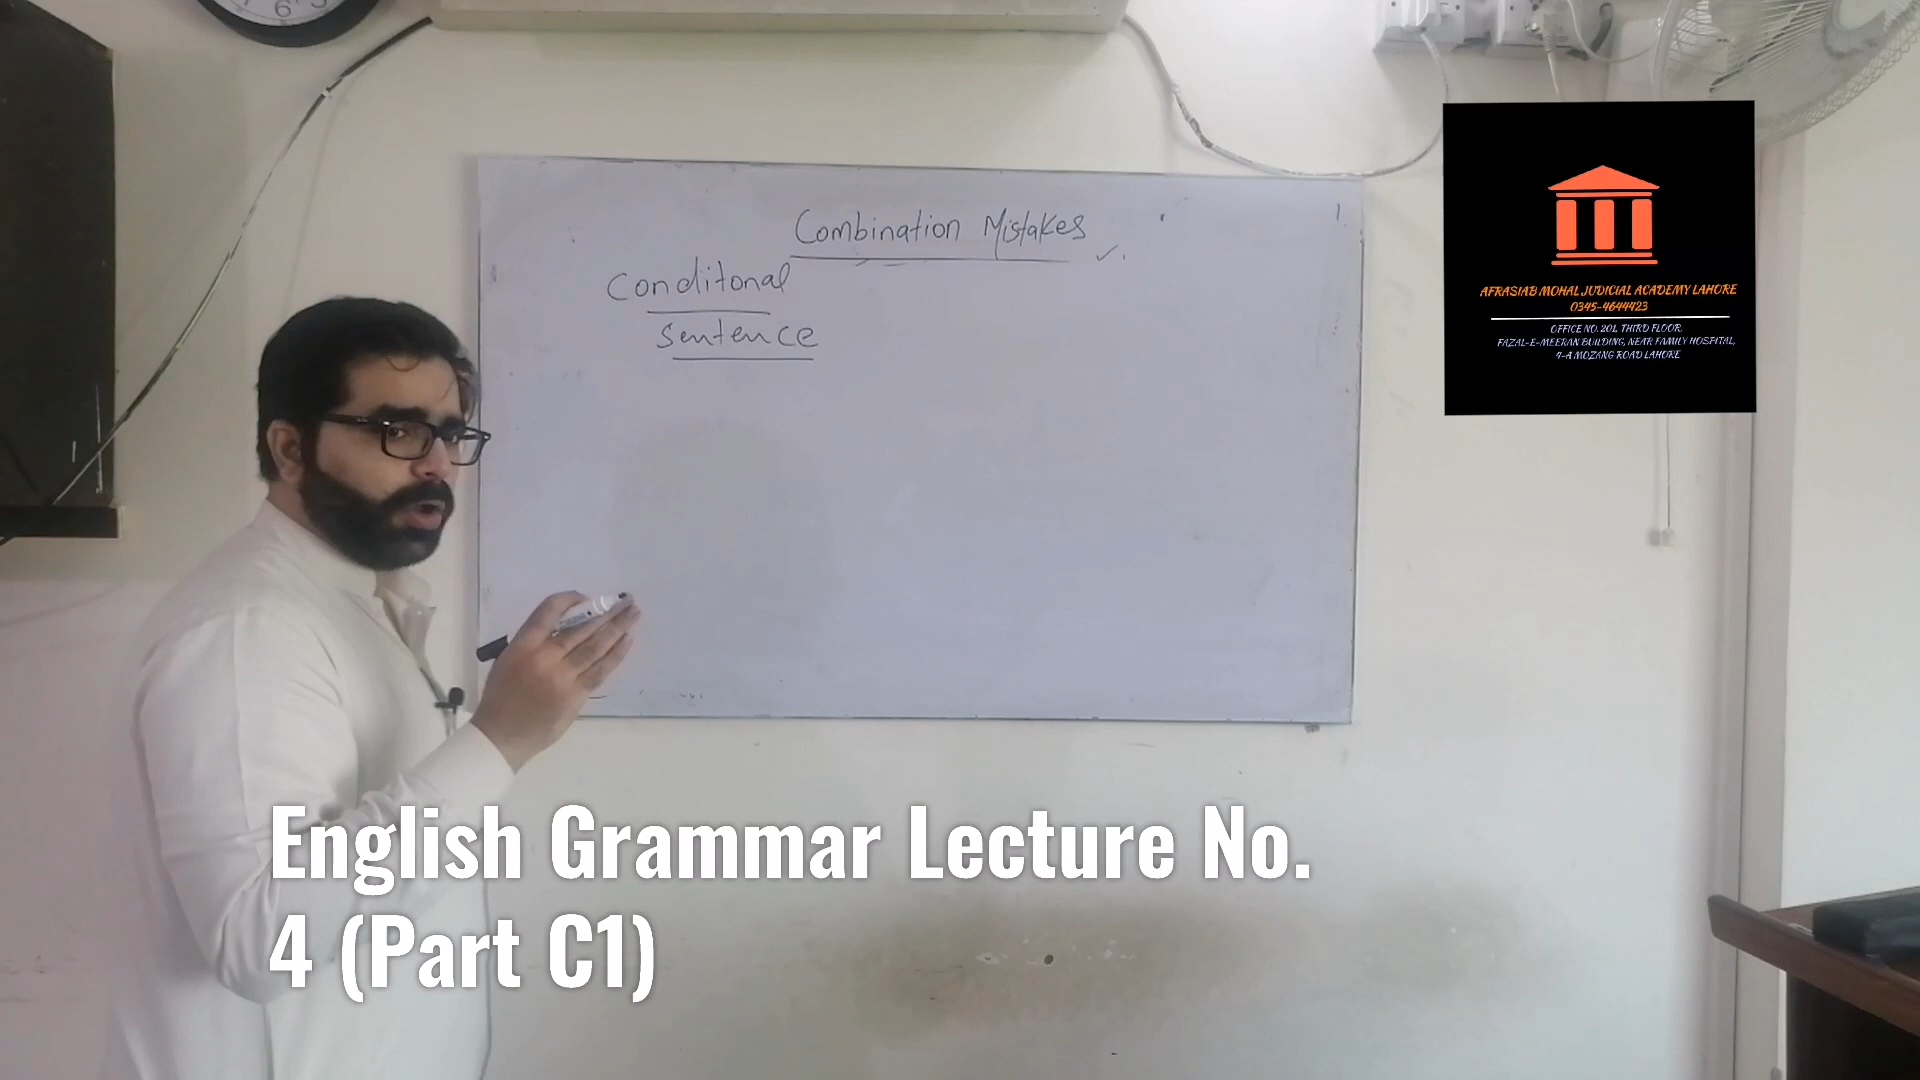 Combination Mistakes
Conditonal
sentence
AFRASIAB MOHAL JUDICIAL ACADEMY LAHORE
0345-4644423
OFFICE NO. 201, THIRD FLOOR,
FAZAL-E-MEERAN BUILDING, NEAR FAMILY HOSPITAL,
4-A MOZANG ROAD LAHORE
English Grammar Lecture No.
4 (Part C1)